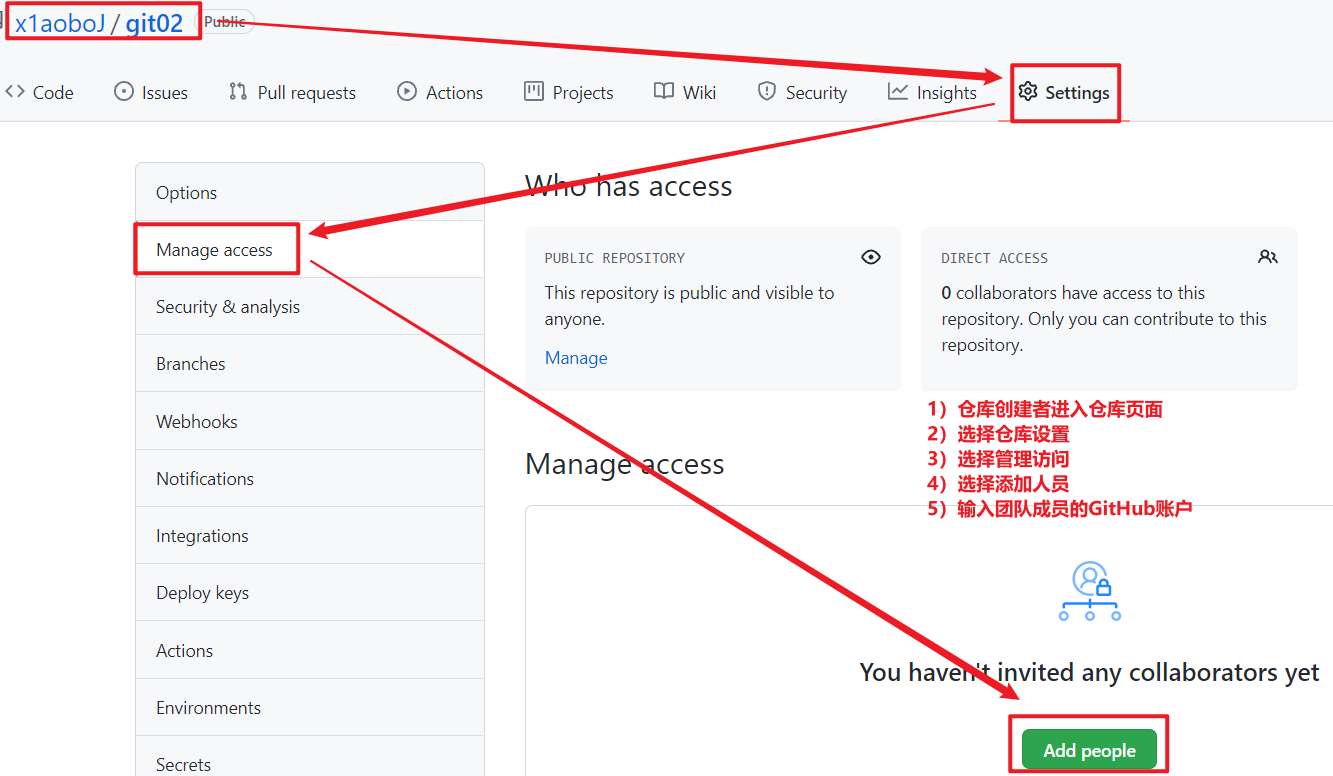 x1aoboJ / git02 Public
Code Issues Pull requests Actions Projects Wiki Security Insights Settings
Options
Manage access
Security & analysis
Branches
Webhooks
Notifications
Integrations
Deploy keys
Actions
Environments
Secrets
Who has access
PUBLIC REPOSITORY
This repository is public and visible to
anyone.
Manage
DIRECT ACCESS
0 collaborators have access to this
repository. Only you can contribute to this
repository.
1）仓库创建者进入仓库页面
2）选择仓库设置
3）选择管理访问
4）选择添加人员
5）输入团队成员的GitHub账户
Manage access
You haven't invited any collaborators yet
Add people